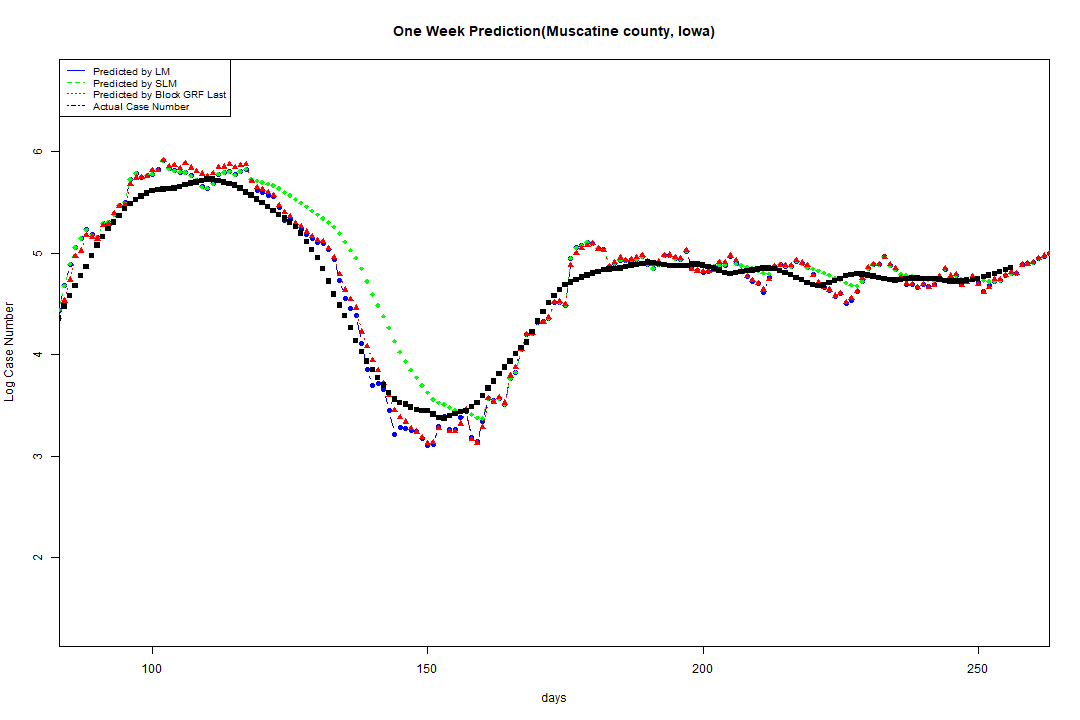 One Week Prediction(Muscatine county, Iowa)
Predicted by LM
Predicted by SLM
Predicted by Block GRF Last
Actual Case Number
6
5
4
3
2
Log Case Number
100 150 200 250
days